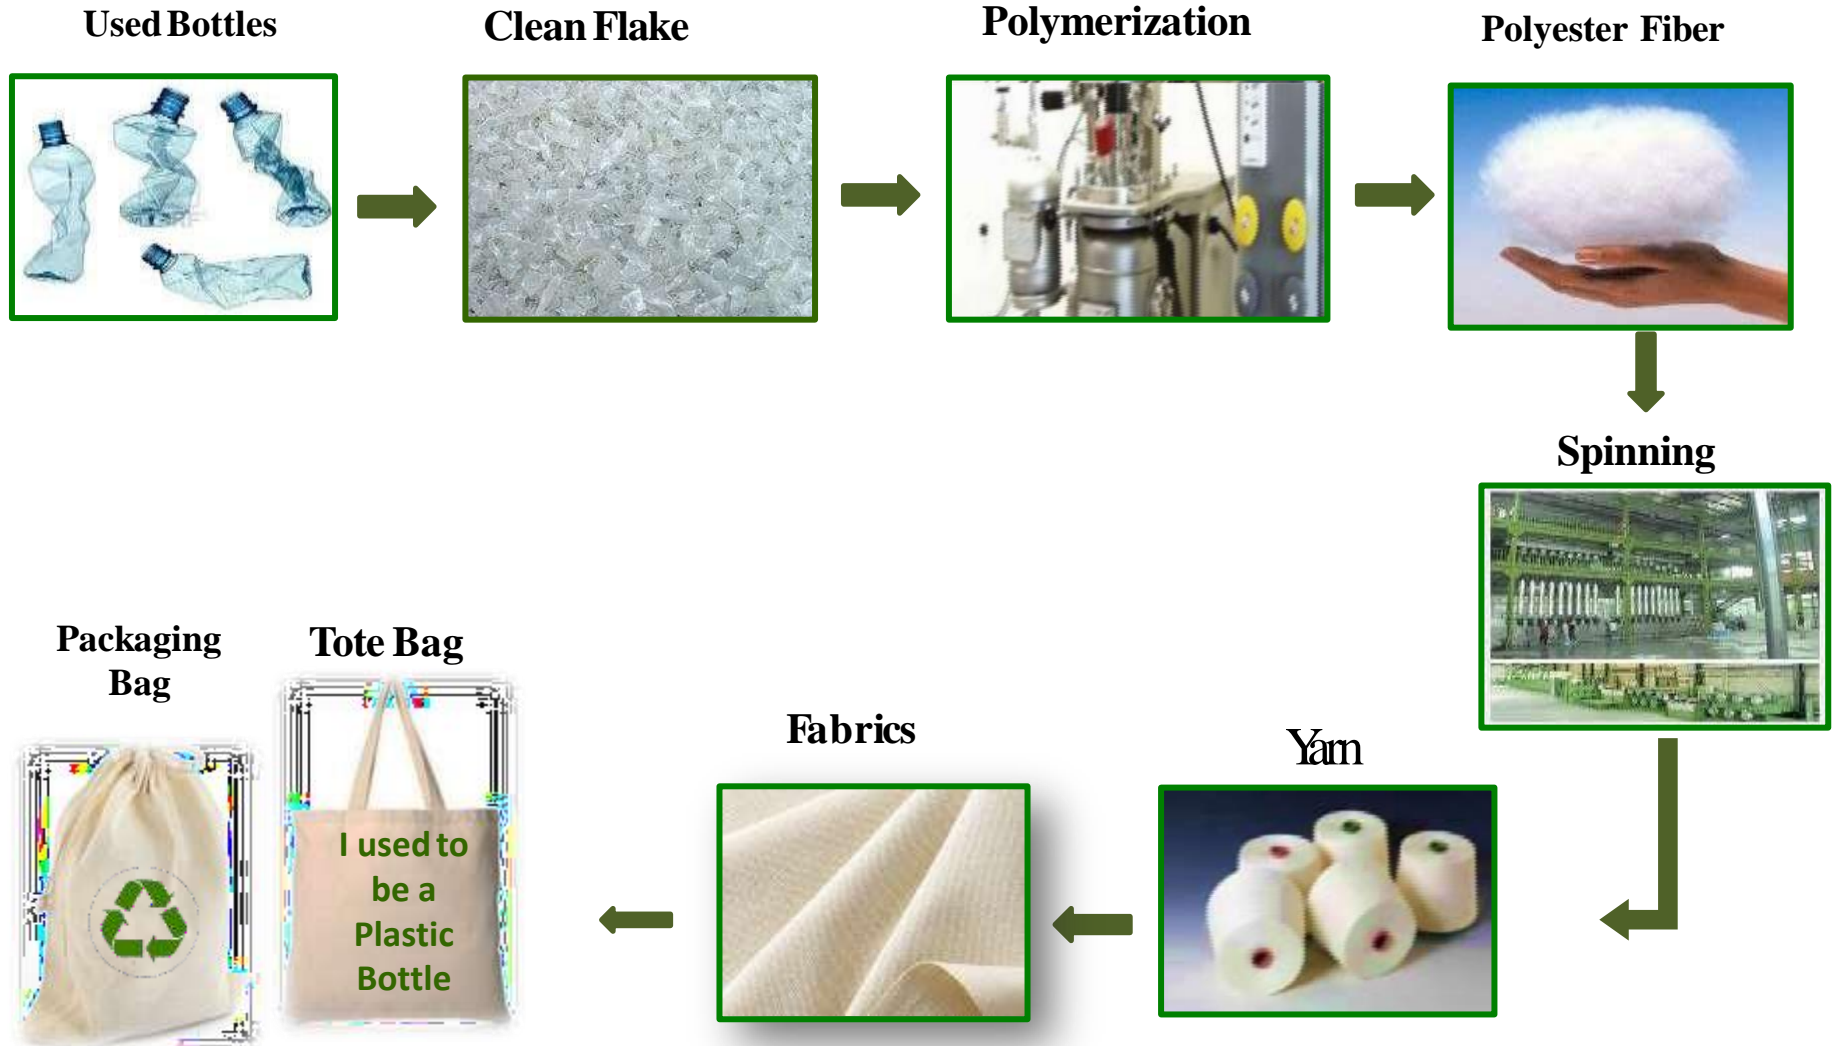 Used Bottles
Clean Flake
Polymerization
Polyester Fiber
Spinning
Yarn
Fabrics
Tote Bag
I used to
be a
Plastic
Bottle
Packaging
Bag